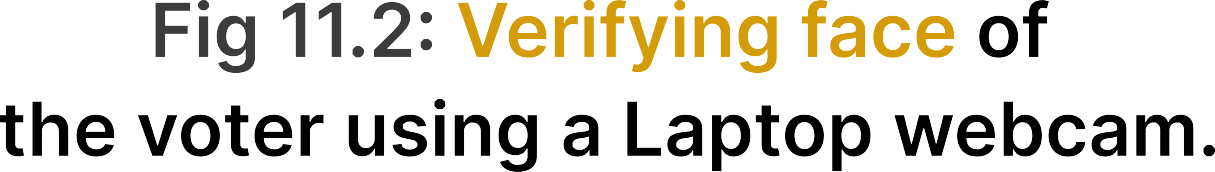 Fig 11.2: Verifying face of
the voter using a Laptop webcam.